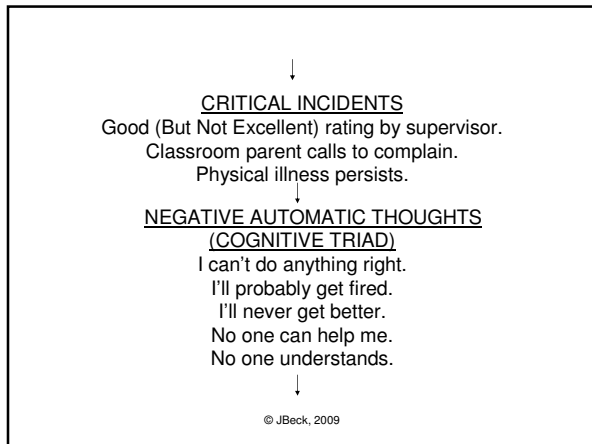 CRITICAL INCIDENTS
Good (But Not Excellent) rating by supervisor.
Classroom parent calls to complain.
Physical illness persists.
NEGATIVE AUTOMATIC THOUGHTS
(COGNITIVE TRIAD)
I can't do anything right.
I'll probably get fired.
I'll never get better.
No one can help me.
No one understands.
© JBeck, 2009